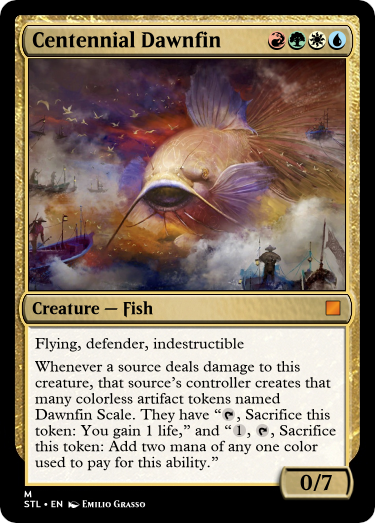 Centennial Dawnfin
Creature — Fish
Flying, defender, indestructible
Whenever a source deals damage to this
creature, that source's controller creates that
many colorless artifact tokens named
Dawnfin Scale. They have “, Sacrifice this
token: You gain 1 life,” and “1, , Sacrifice
this token: Add two mana of any one color
used to pay for this ability.”
0/7
M
STL • EN Emilio Grasso